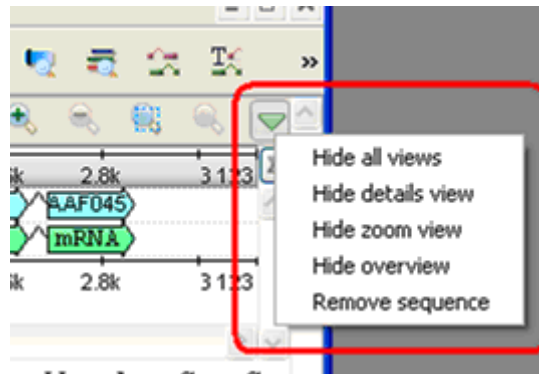 »
2.8k
3 123
AAF045
mRNA
2.8k
3 123
Hide all views
Hide details view
Hide zoom view
Hide overview
Remove sequence